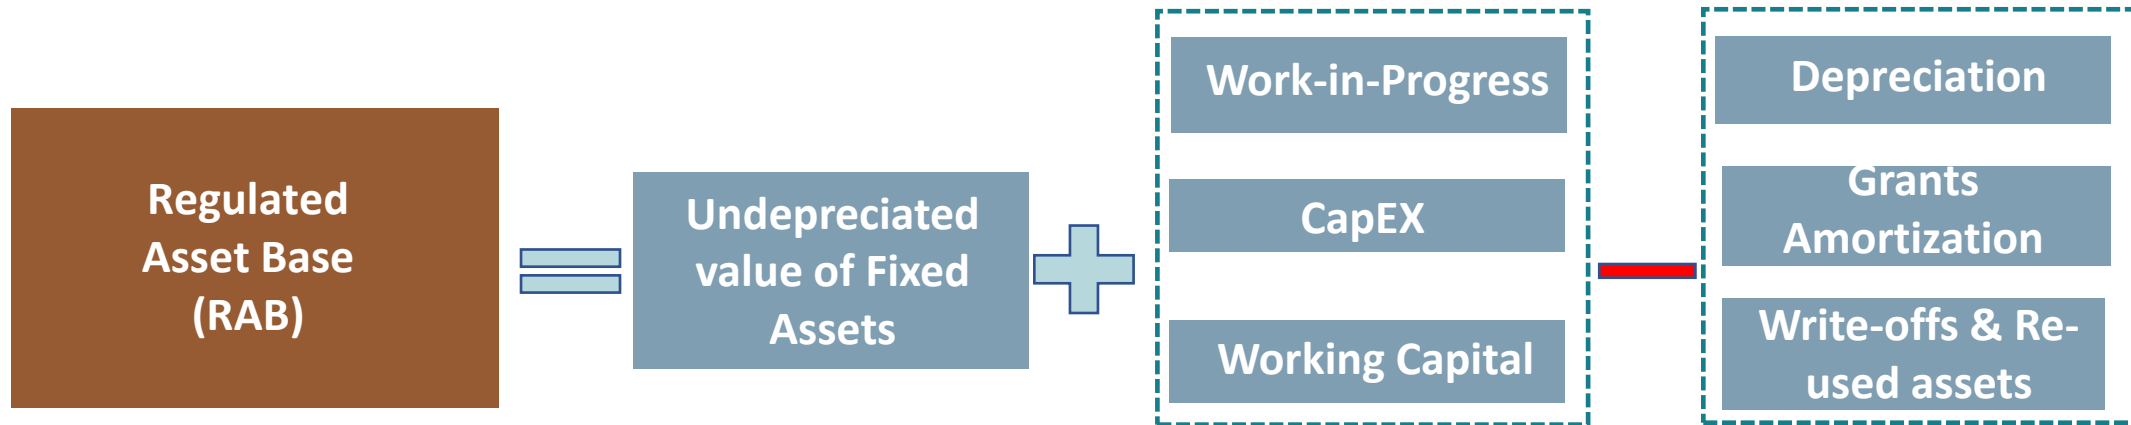 Regulated
Asset Base
(RAB)
Undepreciated
value of Fixed
Assets
Work-in-Progress
CapEX
Working Capital
Depreciation
Grants
Amortization
Write-offs & Re-
used assets